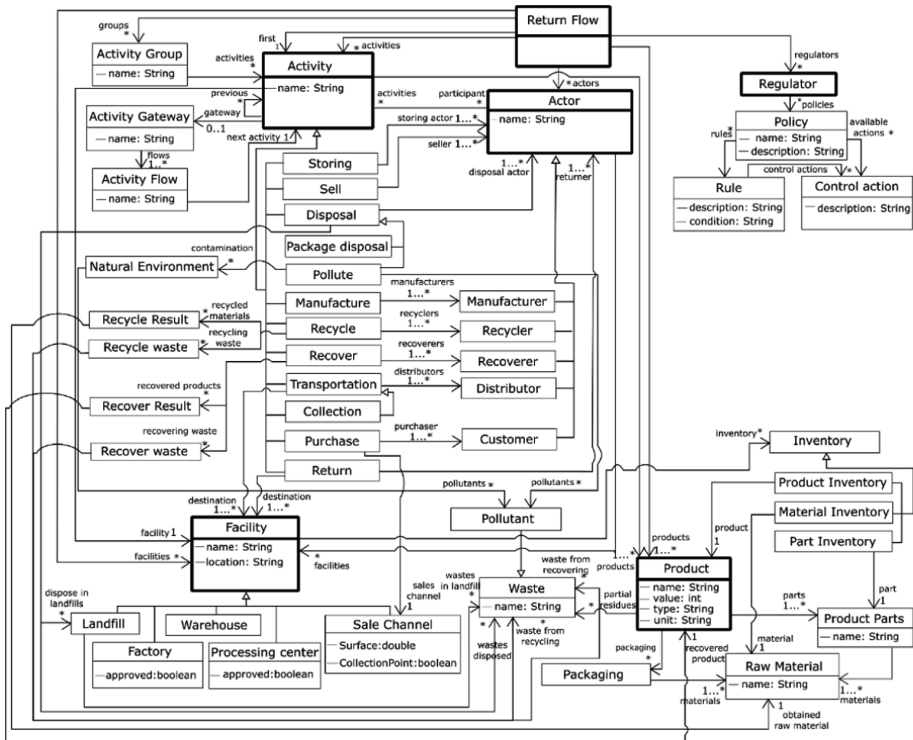 groups
*
Return Flow
first
1
* activities
regulators
*
Activity Group
— name: String
activities
*
Activity
— name: String
* actors
Regulator
previous
*
activities
*
participant
*
Actor
— name: String
*policies
Activity Gateway
— name: String
gateway
0..1
storing actor 1...*
seller 1...*
Policy
— name: String
— description: String
available
actions *
rules*
next activity 1
flows
1..*
Activity Flow
— name: String
Storing
Sell
1...*
disposal actor
1...*
returner
control actions
*
Rule
— description: String
— condition: String
Control action
— description: String
Disposal
Package disposal
contamination
*
Natural Environment
Pollute
manufacturers
1...*
Manufacture
Manufacturer
Recycle Result
*recycled
materials
recyclers
1...*
Recycle
Recycler
Recycle waste
recycling
*waste
recoverers
1...*
Recover
Recoverer
recovered products
*
Recover Result
distributors
1...*
Transportation
Distributor
Collection
Recover waste
recovering waste
*
purchaser
1...*
Purchase
Customer
Return
inventory*
Inventory
Product Inventory
Material Inventory
Part Inventory
pollutants*
pollutants*
Pollutant
destination
1...*
destination
1...*
facility 1
facilities *
Facility
— name: String
—location: String
*
facilities
products
1...*
1....*
products
product
1
Product
— name: String
— value: int
— type: String
— unit: String
waste from
recovering
*
wastes
in landfill
*
Waste
— name: String
partial
residues
*
sales
channel
1
part
1
parts
1...*
Product Parts
— name: String
dispose in
landfills
*
Landfill
Warehouse
Sale Channel
—Surface:double
—CollectionPoint:boolean
Factory
— approved:boolean
Processing center
— approved:boolean
*
wastes
disposed
* waste from
recycling
packaging
*
Packaging
1
1 recovered
product
material
1
Raw Material
— name: String
1...*
materials
1...*
materials
1
obtained
raw material